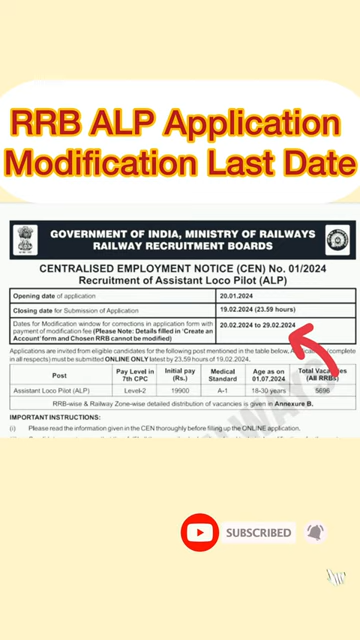 RRB ALP Application
Modification Last Date
GOVERNMENT OF INDIA, MINISTRY OF RAILWAYS
RAILWAY RECRUITMENT BOARDS
CENTRALISED EMPLOYMENT NOTICE (CEN) No. 01/2024
Recruitment of Assistant Loco Pilot (ALP)
Opening date of application 20.01.2024
Closing date for Submission of Application 19.02.2024 (23.59 hours)
Dates for Modification window for corrections in application form with 20.02.2024 to 29.02.2024
payment of modification fee (Please Note: Details filled in 'Create an
Account' form and Chosen RRB cannot be modified)
Applications are invited from eligible candidates for the following post mentioned in the table below, complete
in all respects) must be submitted ONLINE ONLY latest by 23.59 hours of 19.02.2024.
Post Pay Level in 7th CPC Initial pay (Rs.) Medical Standard Age as on 01.07.2024 Total Vacancies (All RRBs)
Assistant Loco Pilot (ALP) Level-2 19900 A-1 18-30 years 5696
RRB-wise & Railway Zone-wise detailed distribution of vacancies is given in Annexure B.
IMPORTANT INSTRUCTIONS:
(i) Please read the information given in the CEN thoroughly before filling up the ONLINE application.
SUBSCRIBED